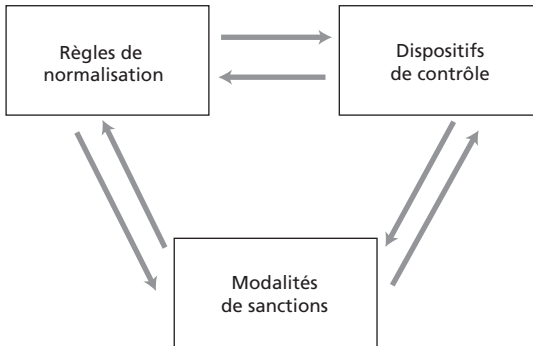 Règles de
normalisation
Dispositifs
de contrôle
Modalités
de sanctions